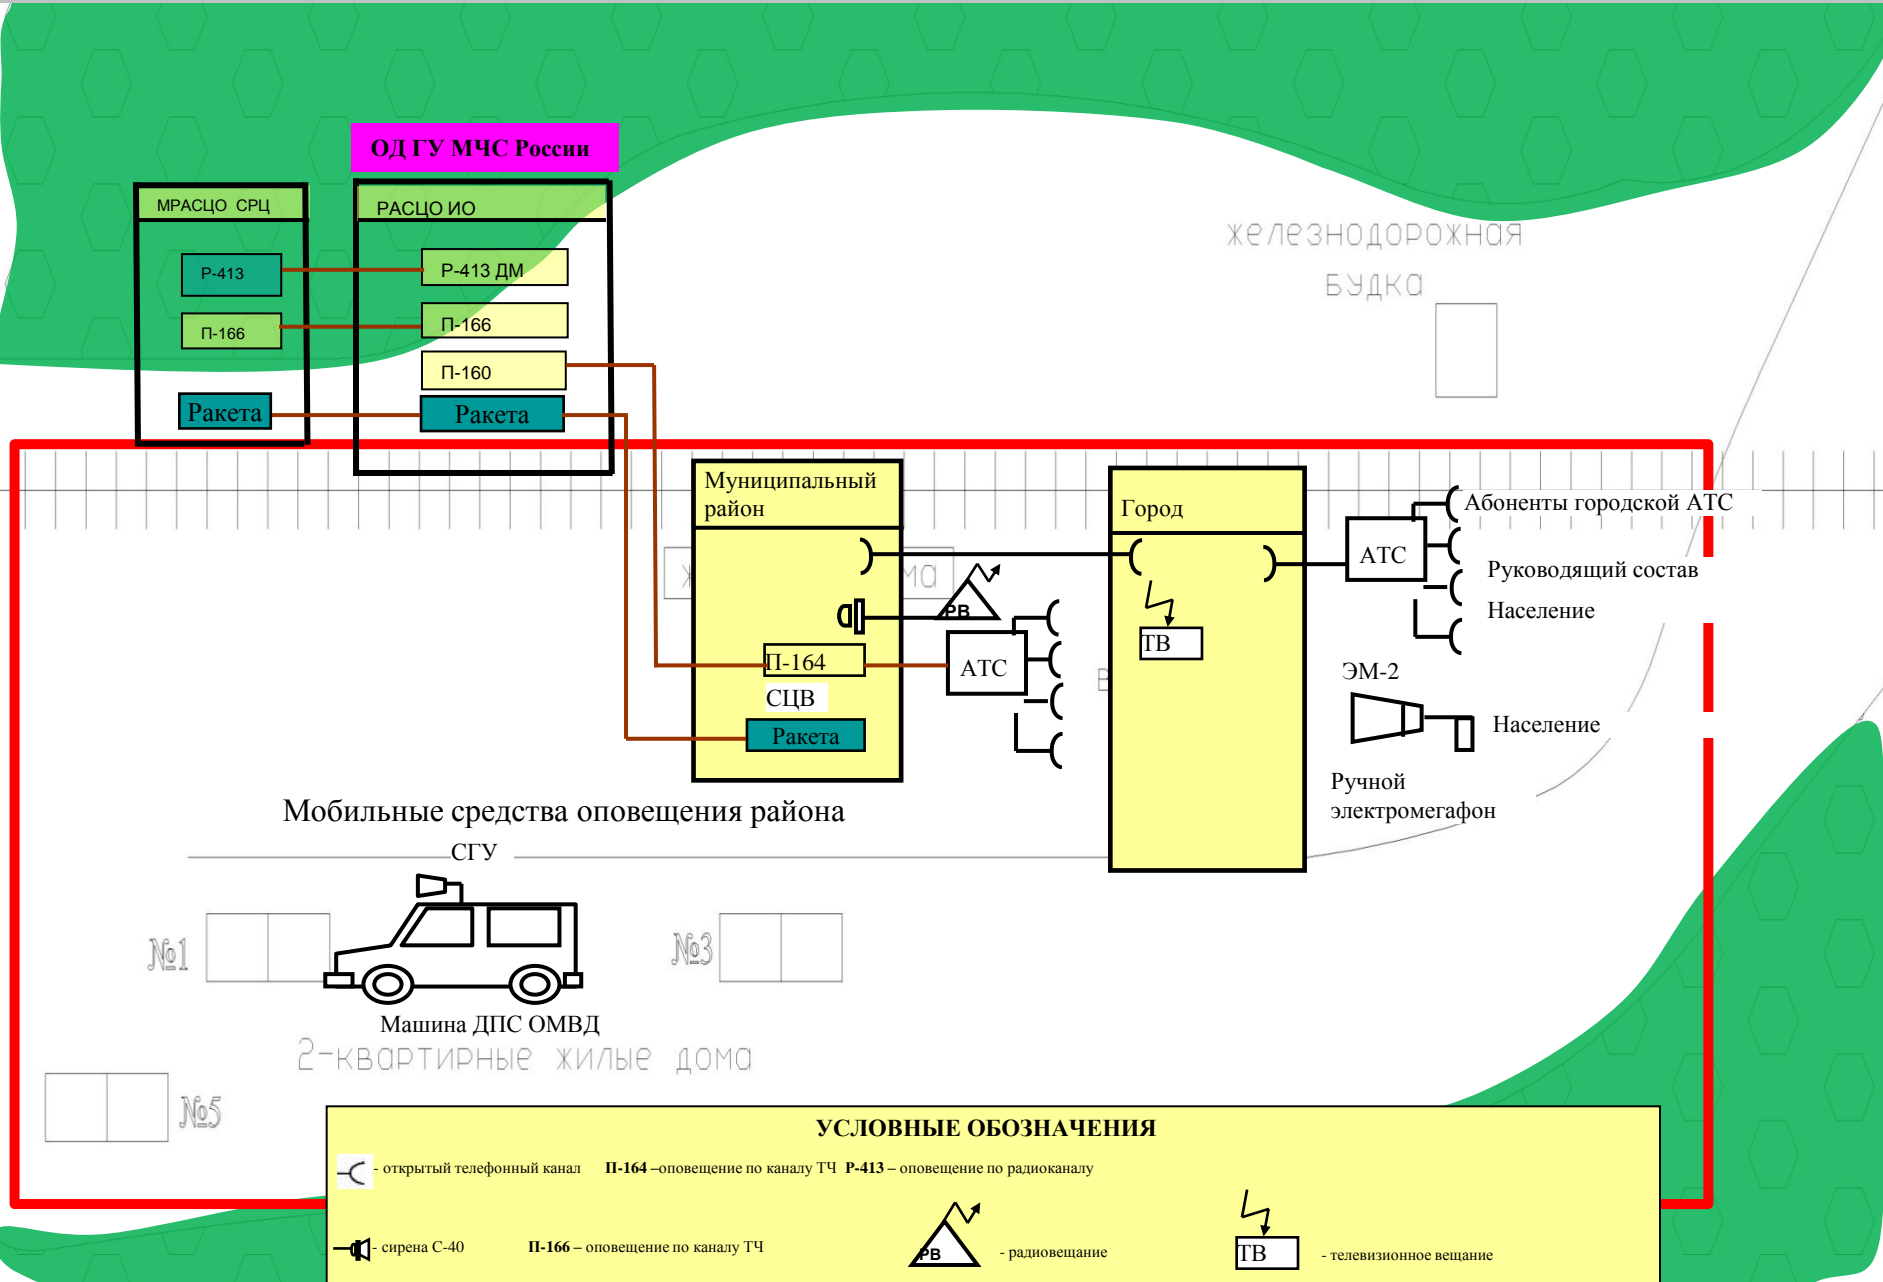 ОД ГУ МЧС России
МРАСЦО СРЦ
РАСЦО ИО
Р-413
Р-413 ДМ
П-166
П-166
П-160
Ракета
Ракета
железнодорожная
будка
Муниципальный
район
Город
Абоненты городской АТС
АТС
Руководящий состав
Население
РВ
ТВ
П-164
АТС
СЦВ
Ракета
ЭМ-2
Население
Ручной
электромегафон
Мобильные средства оповещения района
СГУ
№1
№3
Машина ДПС ОМВД
2-квартирные жилые дома
№5
УСЛОВНЫЕ ОБОЗНАЧЕНИЯ
- открытый телефонный канал П-164 –оповещение по каналу ТЧ Р-413 – оповещение по радиоканалу
- сирена С-40 П-166 – оповещение по каналу ТЧ РВ - радиовещание ТВ - телевизионное вещание